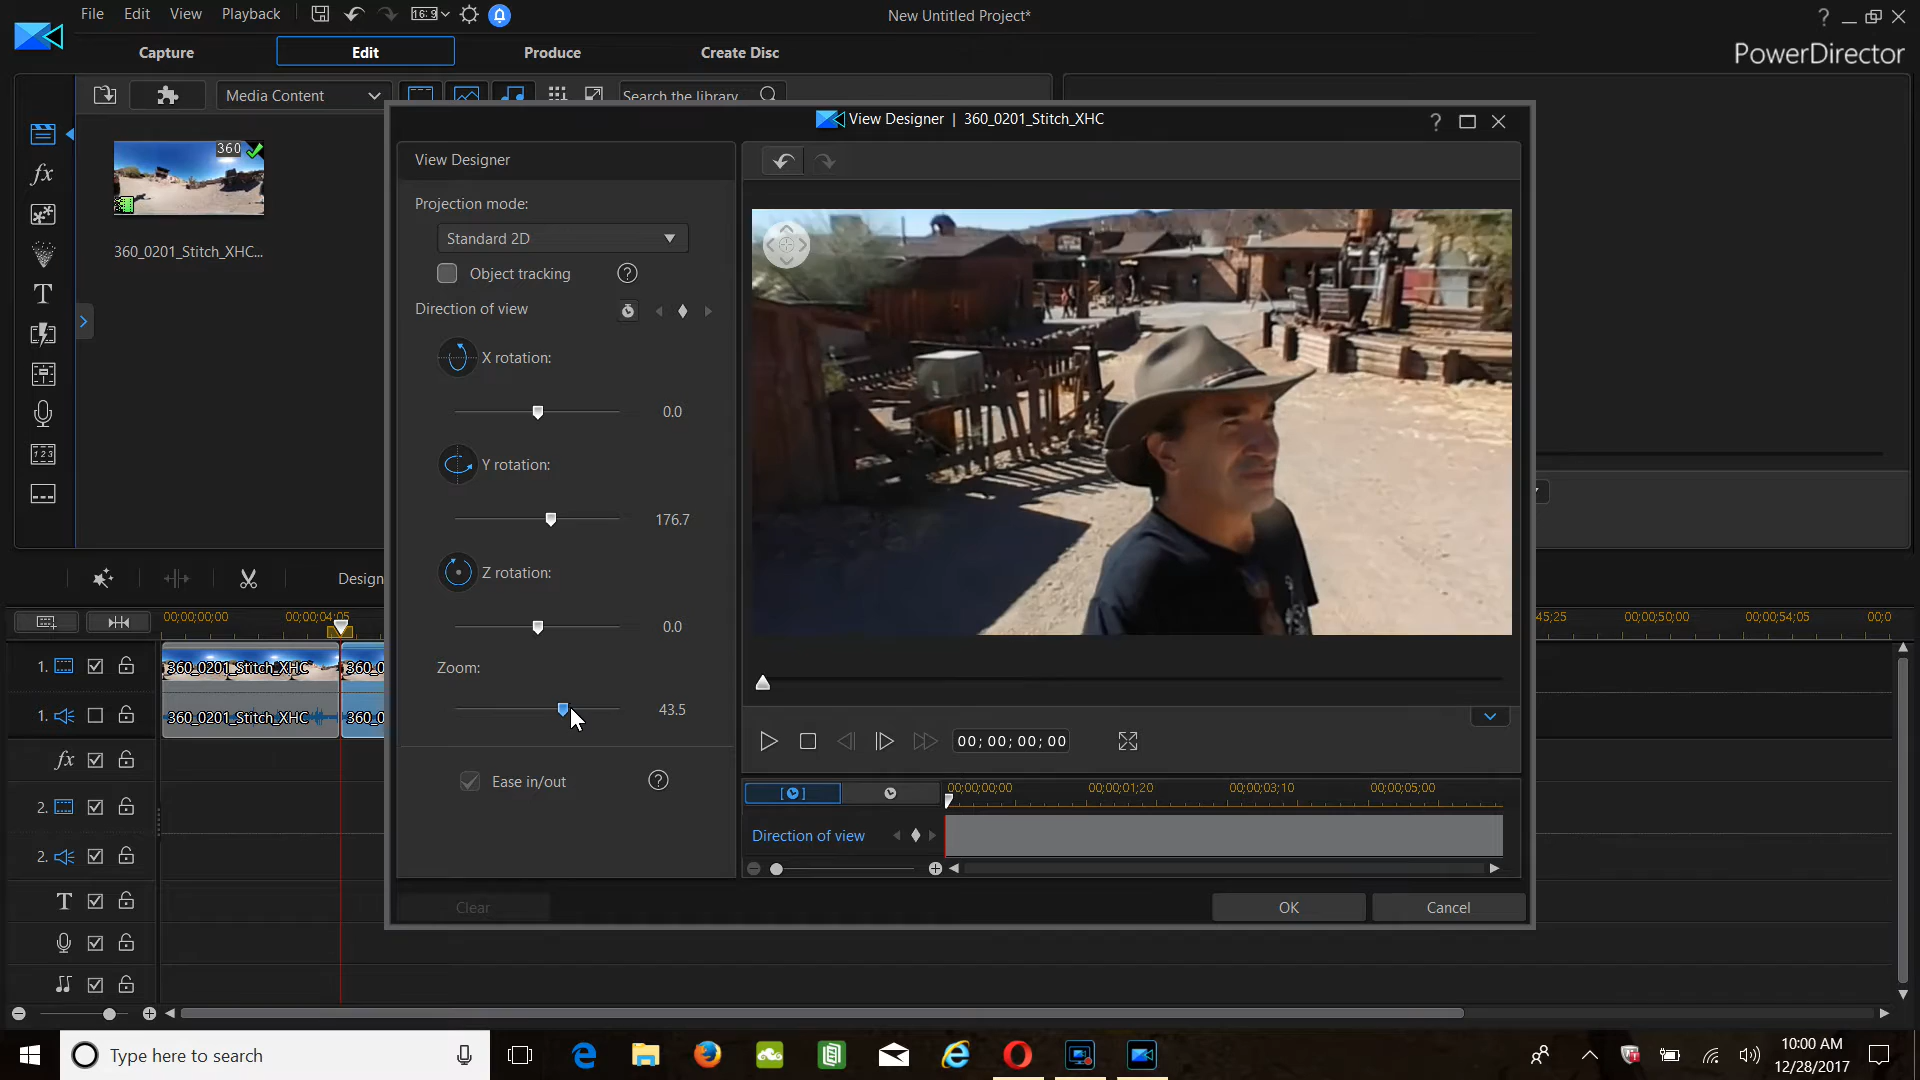 File Edit View Playback 16:9 New Untitled Project* ?
Capture Edit Produce Create Disc PowerDirector
Media Content Search the library
View Designer | 360_0201_Stitch_XHC ?
360
360_0201_Stitch_XHC...
View Designer
Projection mode:
Standard 2D
Object tracking ?
Direction of view
X rotation:
0.0
Y rotation:
176.7
Z rotation:
0.0
Zoom:
43.5
Ease in/out ?
00; 00; 00; 00
00;00;00;00 00;00;01;20 00;00;03;10 00;00;05;00
Direction of view
Clear OK Cancel
fx
T
1 2 3
Design
00;00;00;00 00;00;04;05 45;25 00;00;50;00 00;00;54;05 00;0
1. 360_0201_Stitch_XHC 360_0
1. 360_0201_Stitch_XHC 360_0
fx
2.
2.
T
Type here to search
10:00 AM
12/28/2017